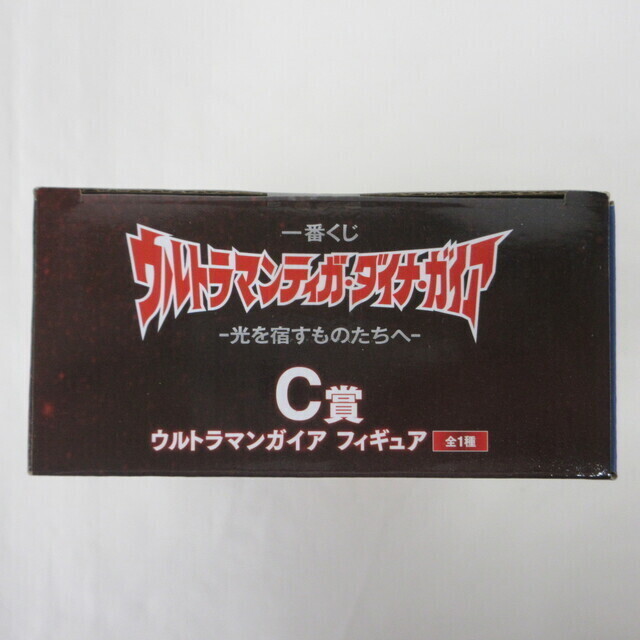 一番くじ
ウルトラマンティガ・ダイナ・ガイア
-光を宿すものたちへ-
C賞
ウルトラマンガイア フィギュア 全1種